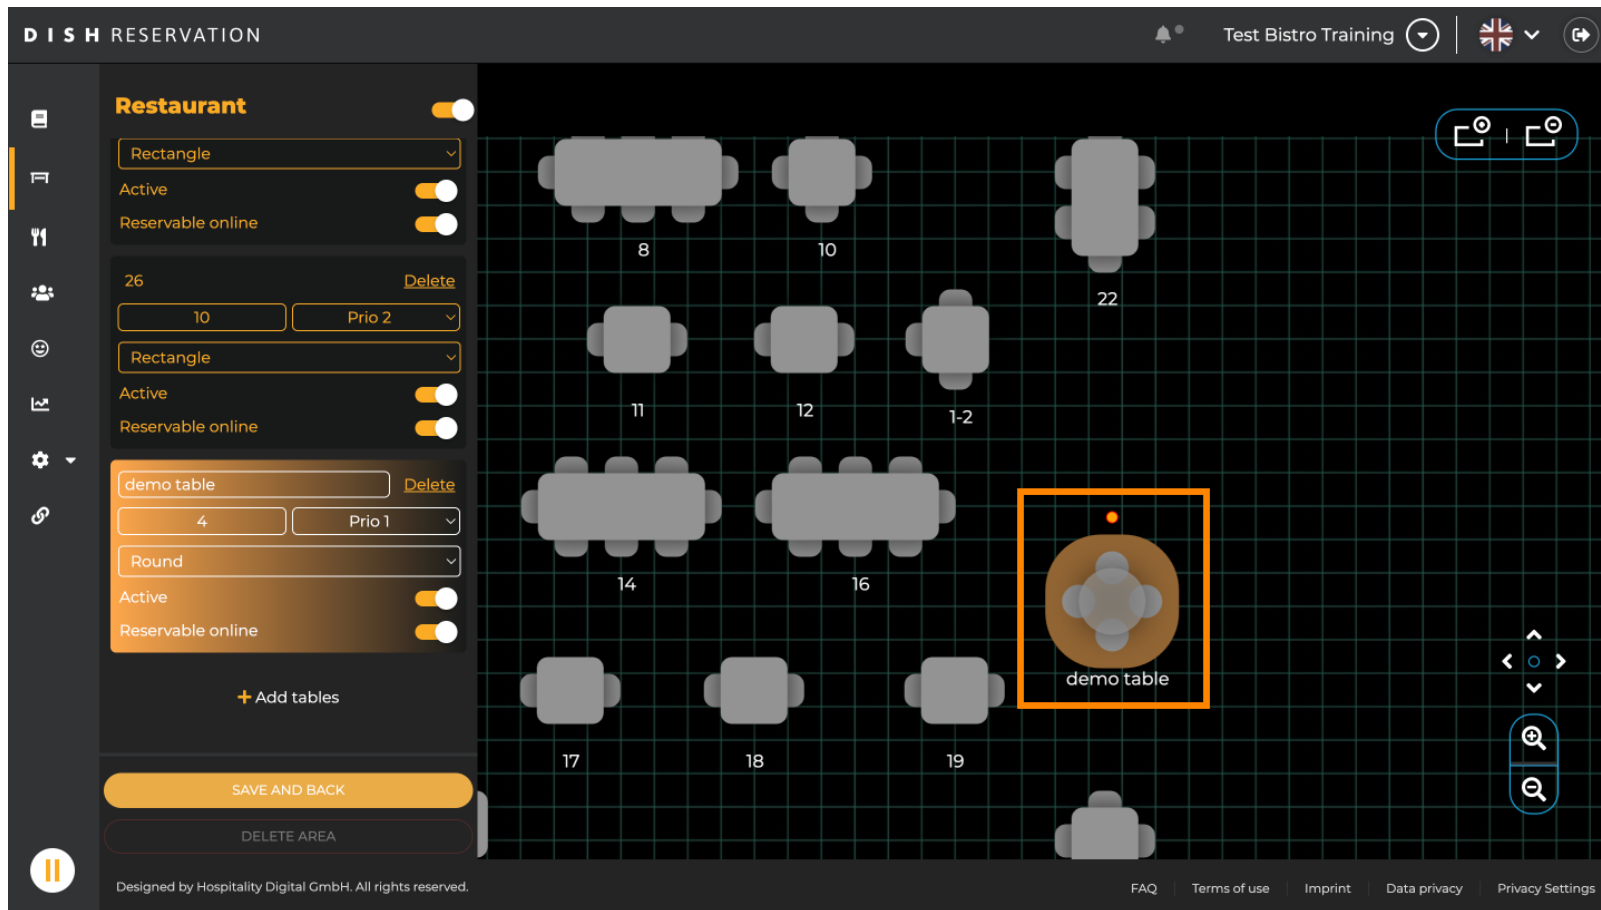 DISH RESERVATION
Test Bistro Training
Restaurant
Rectangle
Active
Reservable online
26 Delete
10 Prio 2
Rectangle
Active
Reservable online
demo table Delete
4 Prio 1
Round
Active
Reservable online
Add tables
SAVE AND BACK
DELETE AREA
8
10
22
11
12
1-2
14
16
demo table
17
18
19
Designed by Hospitality Digital GmbH. All rights reserved.
FAQ Terms of use Imprint Data privacy Privacy Settings